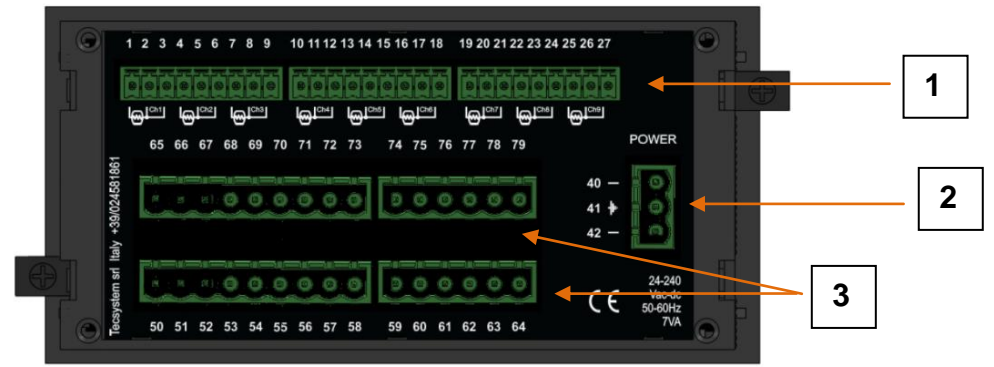 1 2 3 4 5 6 7 8 9 10 11 12 13 14 15 16 17 18 19 20 21 22 23 24 25 26 27
1
Ch1 Ch2 Ch3 Ch4 Ch5 Ch6 Ch7 Ch8 Ch9
65 66 67 68 69 70 71 72 73 74 75 76 77 78 79
POWER
40
41
42
2
3
24-240
Vac-dc
50-60Hz
7VA
CE
50 51 52 53 54 55 56 57 58 59 60 61 62 63 64
Tecsystem srl Italy +39/024581861